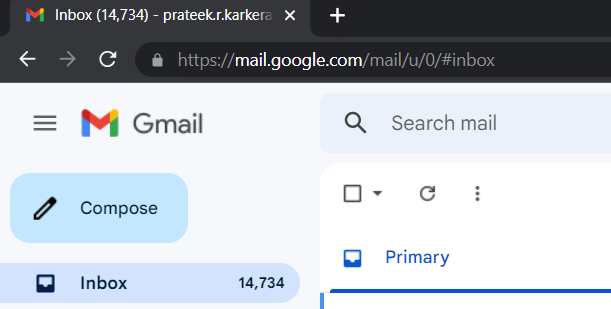 Inbox (14,734) - prateek.r.karkera
https://mail.google.com/mail/u/0/#inbox
Gmail
Search mail
Compose
Primary
Inbox 14,734